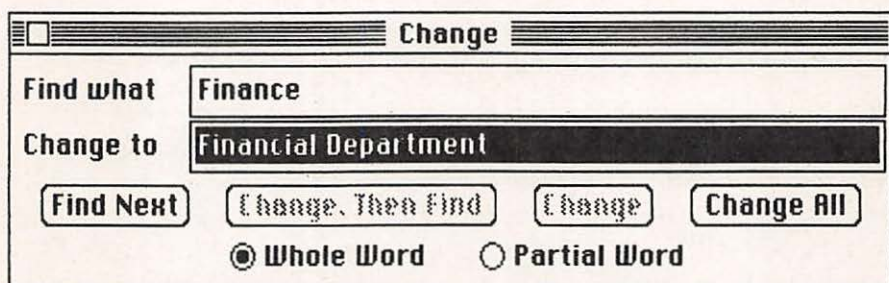 Change
Find what Finance
Change to Financial Department
Find Next Change, Then Find Change Change All
Whole Word Partial Word